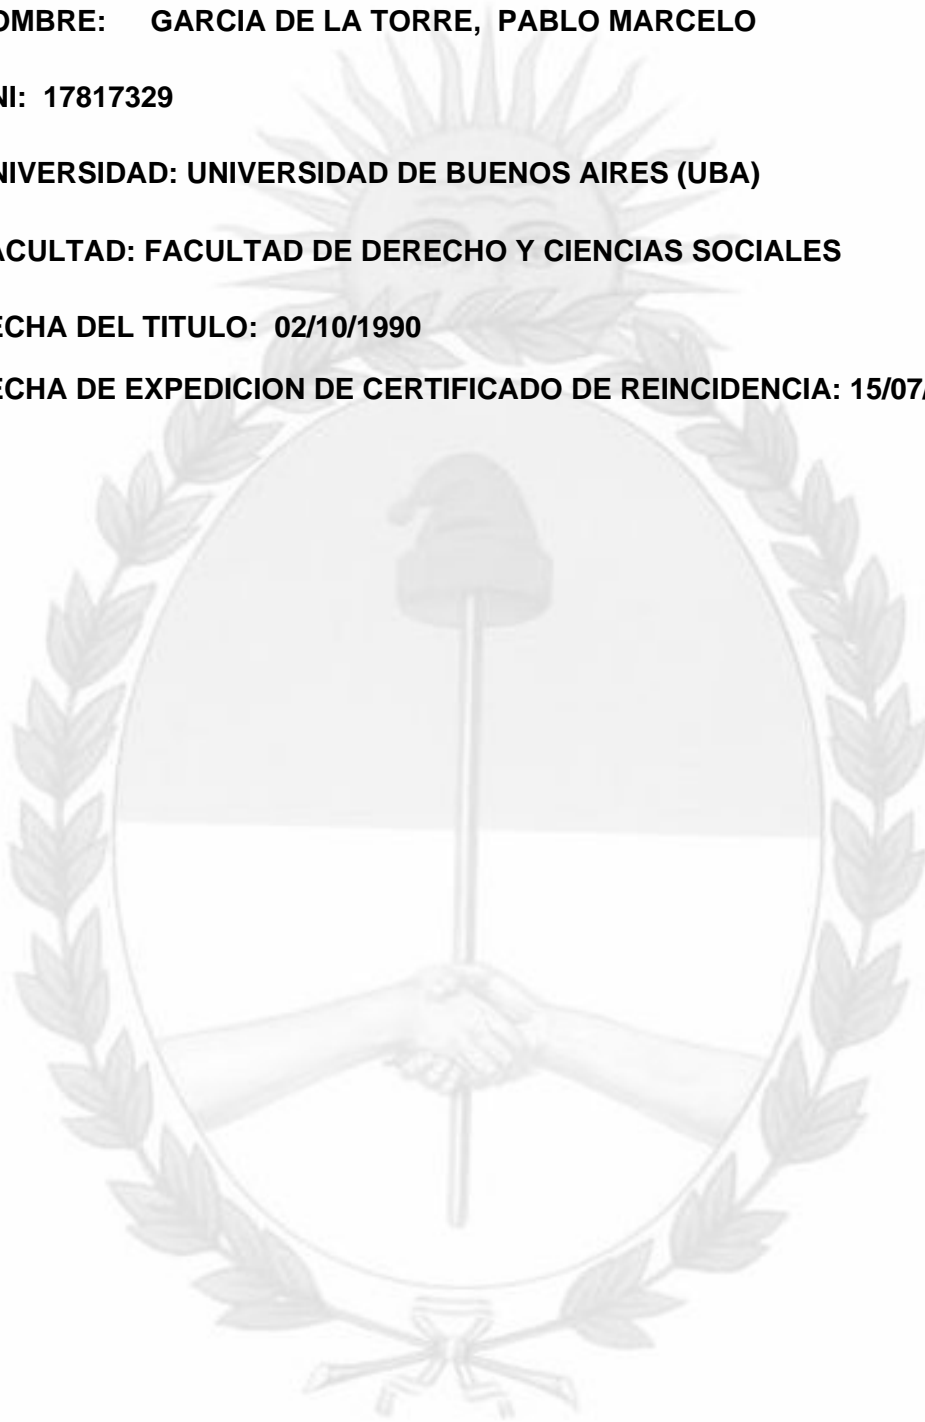 OMBRE: GARCIA DE LA TORRE, PABLO MARCELO
NI: 17817329
NIVERSIDAD: UNIVERSIDAD DE BUENOS AIRES (UBA)
ACULTAD: FACULTAD DE DERECHO Y CIENCIAS SOCIALES
ECHA DEL TITULO: 02/10/1990
ECHA DE EXPEDICION DE CERTIFICADO DE REINCIDENCIA: 15/07/